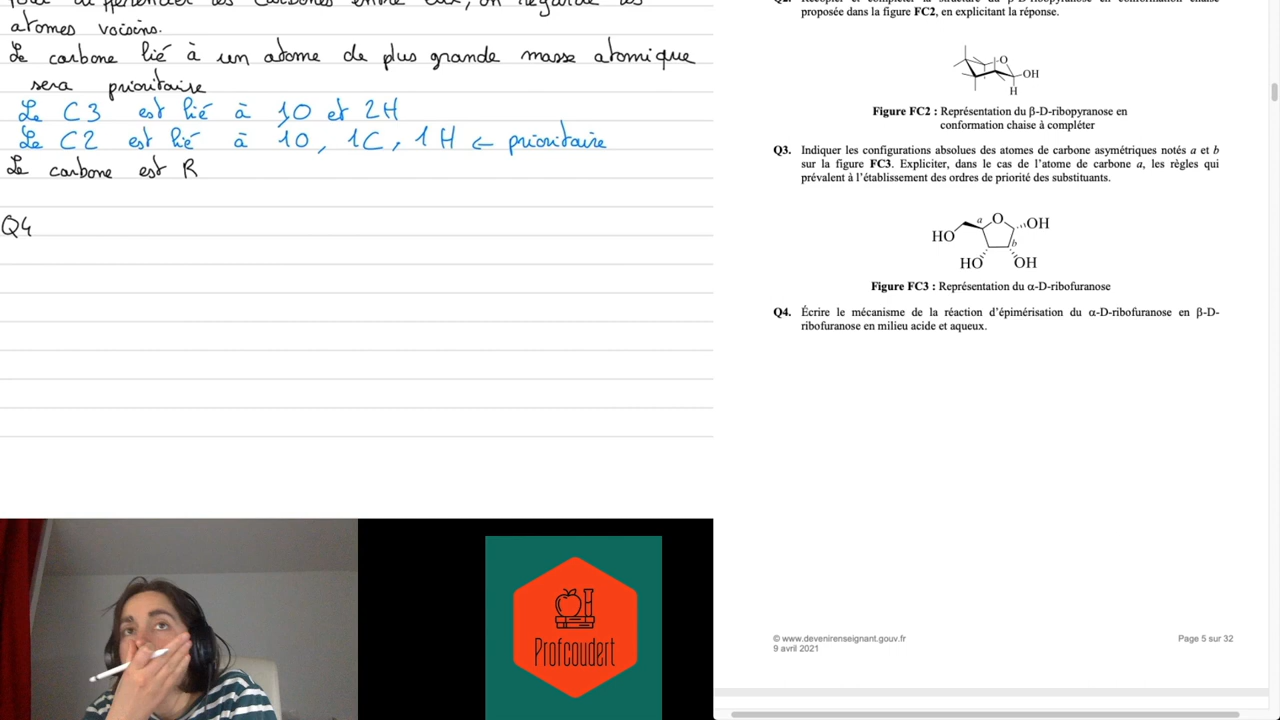 atomes voisins.
Le carbone lié à un atome de plus grande masse atomique
sera prioritaire
Le C3 est lié à 1O et 2H
Le C2 est lié à 1O, 1C, 1H ← prioritaire
Le carbone est R
Q4
proposée dans la figure FC2, en explicitant la réponse.
O
OH
H
Figure FC2 : Représentation du β-D-ribopyranose en
conformation chaise à compléter
Q3. Indiquer les configurations absolues des atomes de carbone asymétriques notés a et b
sur la figure FC3. Expliciter, dans le cas de l'atome de carbone a, les règles qui
prévalent à l'établissement des ordres de priorité des substituants.
a O OH
HO
b
HO OH
Figure FC3 : Représentation du α-D-ribofuranose
Q4. Écrire le mécanisme de la réaction d'épimérisation du α-D-ribofuranose en β-D-
ribofuranose en milieu acide et aqueux.
Profcoudert
© www.devenirenseignant.gouv.fr Page 5 sur 32
9 avril 2021